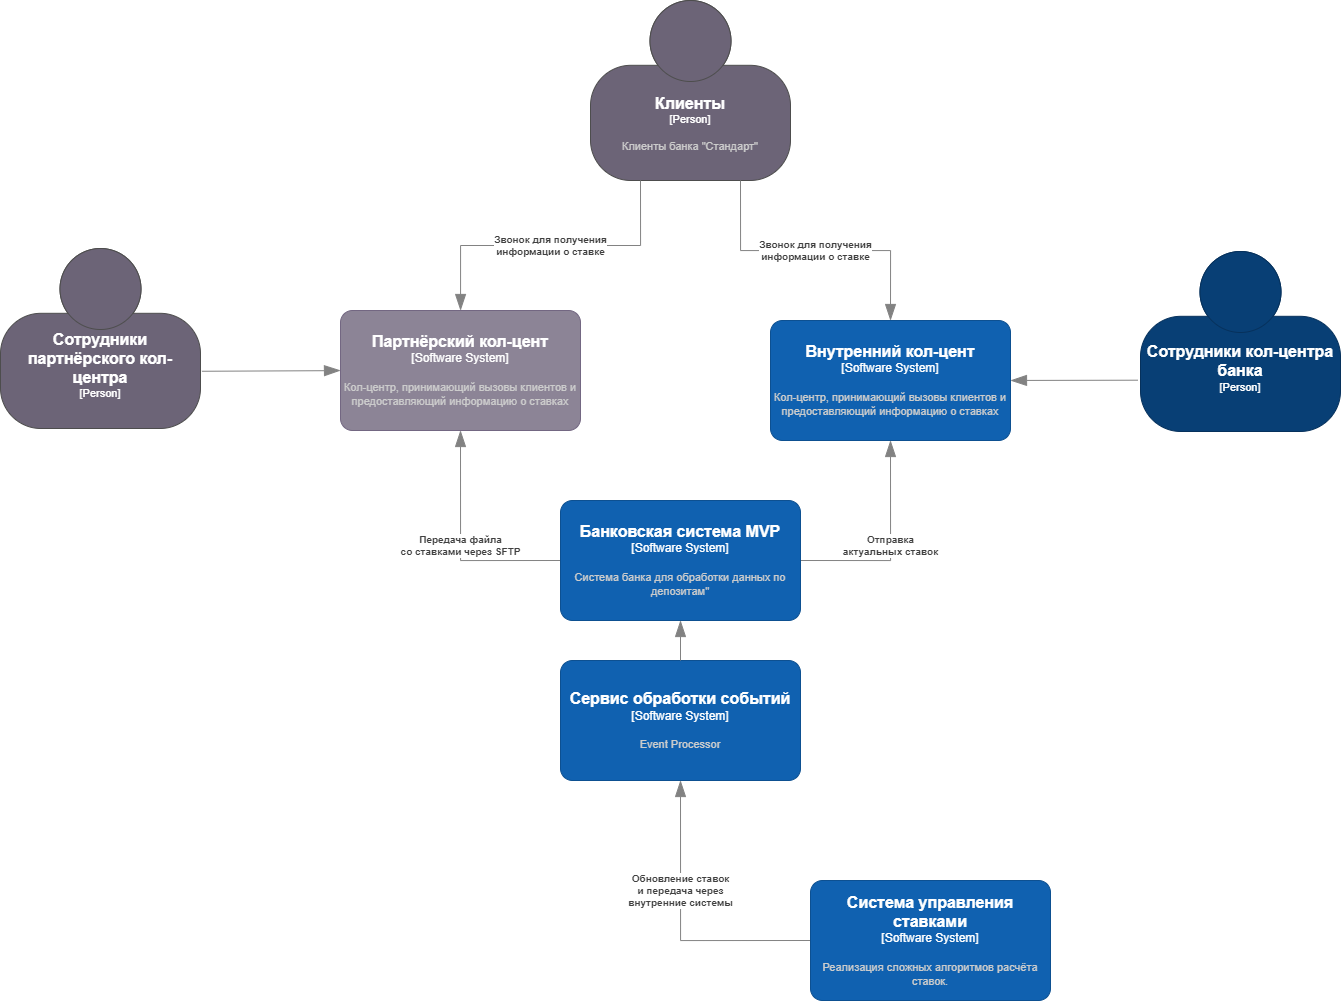 Клиенты
[Person]
Клиенты банка "Стандарт"
Звонок для получения
информации о ставке
Звонок для получения
информации о ставке
Сотрудники
партнёрского кол-
центра
[Person]
Партнёрский кол-цент
[Software System]
Кол-центр, принимающий вызовы клиентов и
предоставляющий информацию о ставках
Внутренний кол-цент
[Software System]
Кол-центр, принимающий вызовы клиентов и
предоставляющий информацию о ставках
Сотрудники кол-центра
банка
[Person]
Передача файла
со ставками через SFTP
Банковская система MVP
[Software System]
Система банка для обработки данных по
депозитам"
Отправка
актуальных ставок
Сервис обработки событий
[Software System]
Event Processor
Обновление ставок
и передача через
внутренние системы
Система управления
ставками
[Software System]
Реализация сложных алгоритмов расчёта
ставок.